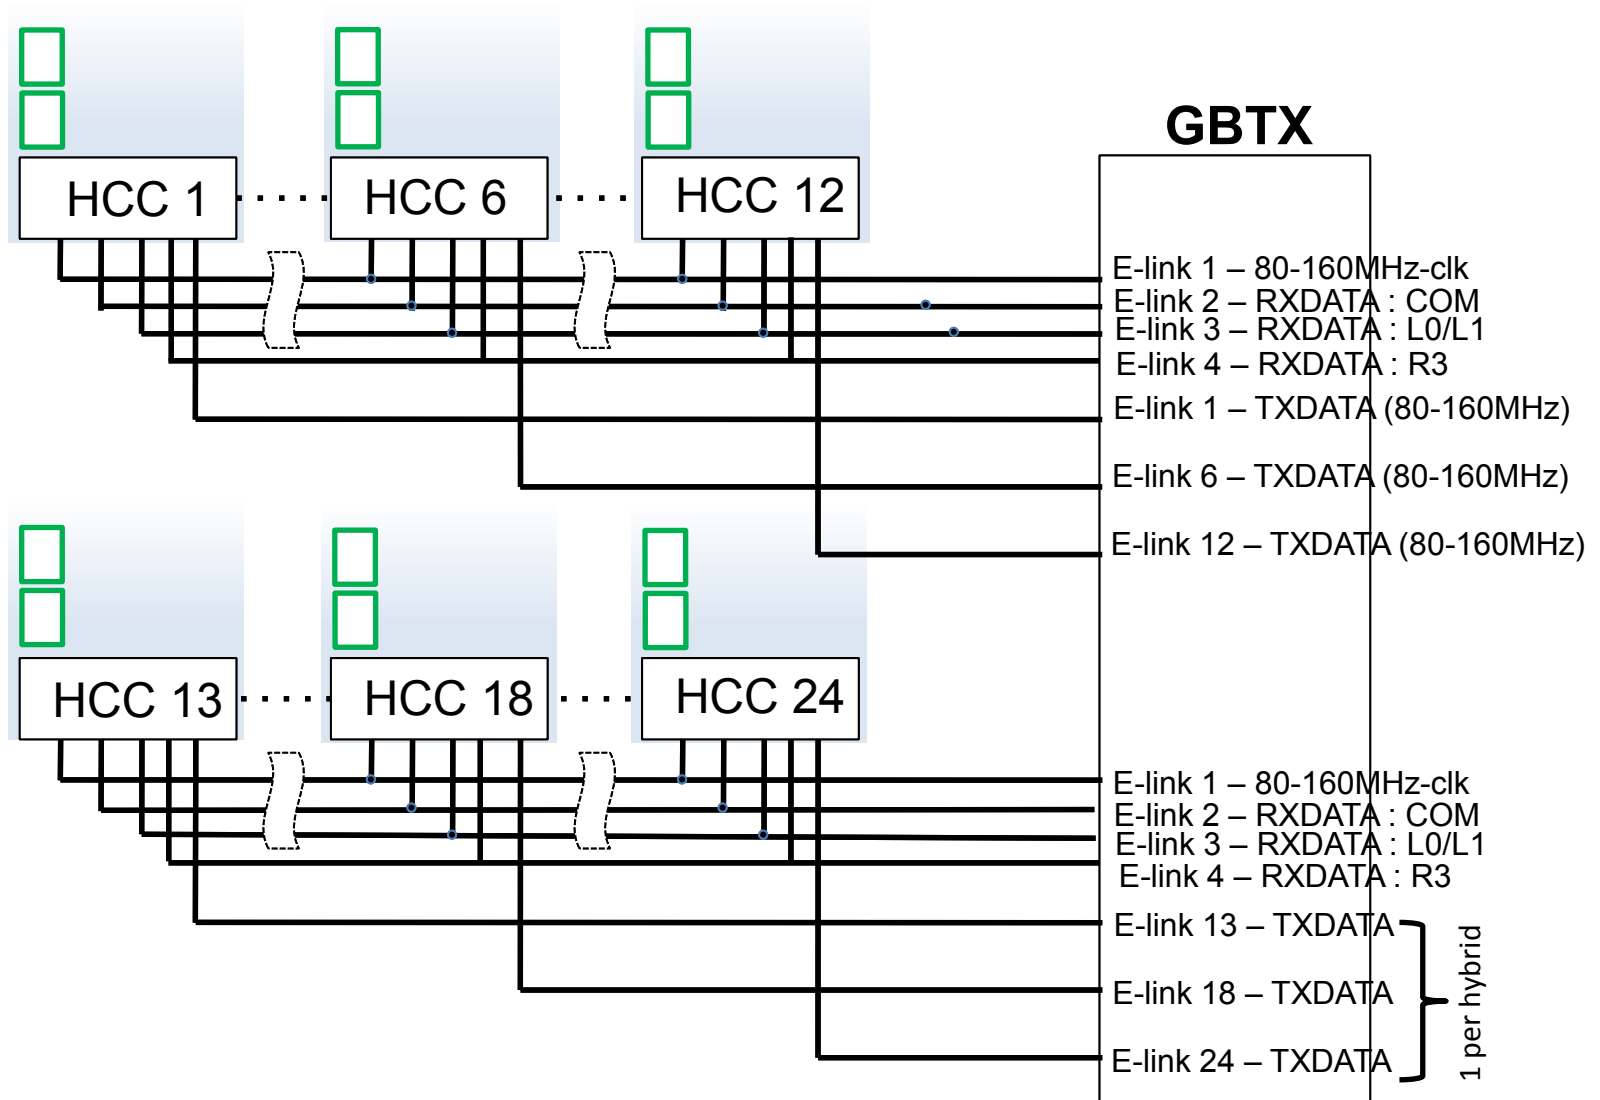 GBTX
HCC 1
HCC 6
HCC 12
E-link 1 – 80-160MHz-clk
E-link 2 – RXDATA : COM
E-link 3 – RXDATA : L0/L1
E-link 4 – RXDATA : R3
E-link 1 – TXDATA (80-160MHz)
E-link 6 – TXDATA (80-160MHz)
E-link 12 – TXDATA (80-160MHz)
HCC 13
HCC 18
HCC 24
E-link 1 – 80-160MHz-clk
E-link 2 – RXDATA : COM
E-link 3 – RXDATA : L0/L1
E-link 4 – RXDATA : R3
E-link 13 – TXDATA
E-link 18 – TXDATA
E-link 24 – TXDATA
1 per hybrid